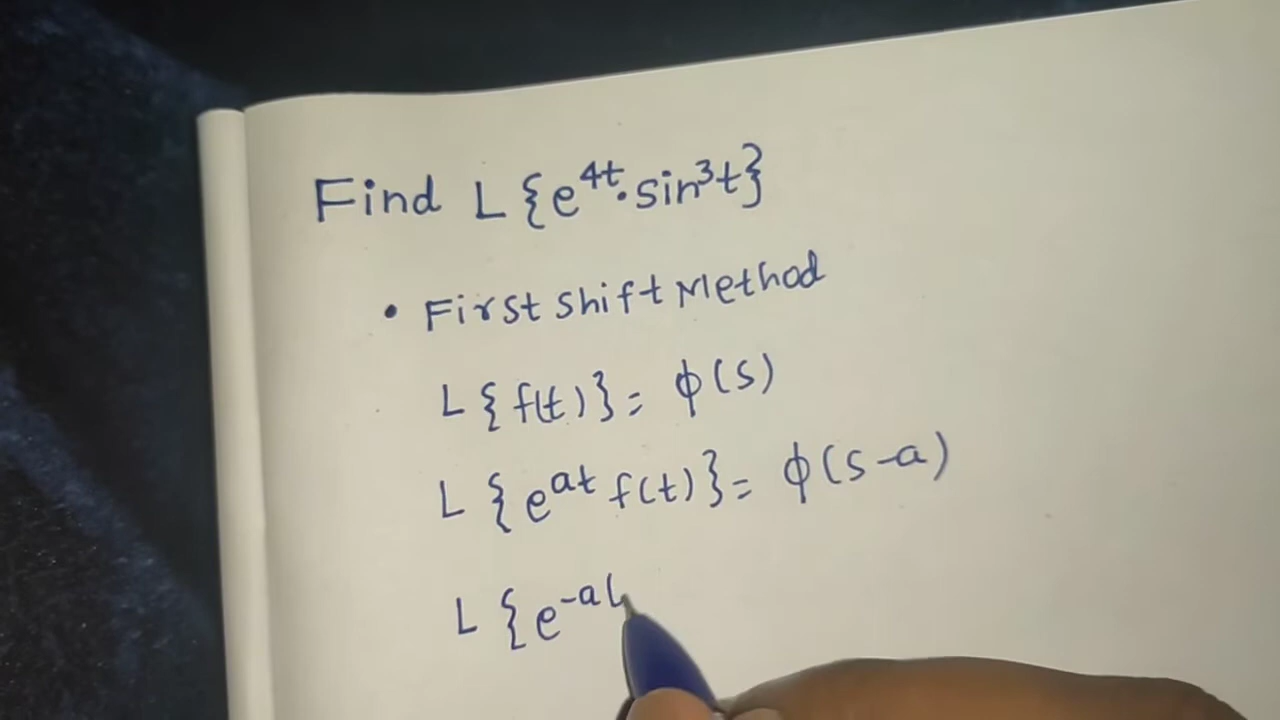 Find L{e^4t.sin^3t}
• First shift Method
L{f(t)} = φ(s)
L{e^at f(t)} = φ(s-a)
L{e^-a